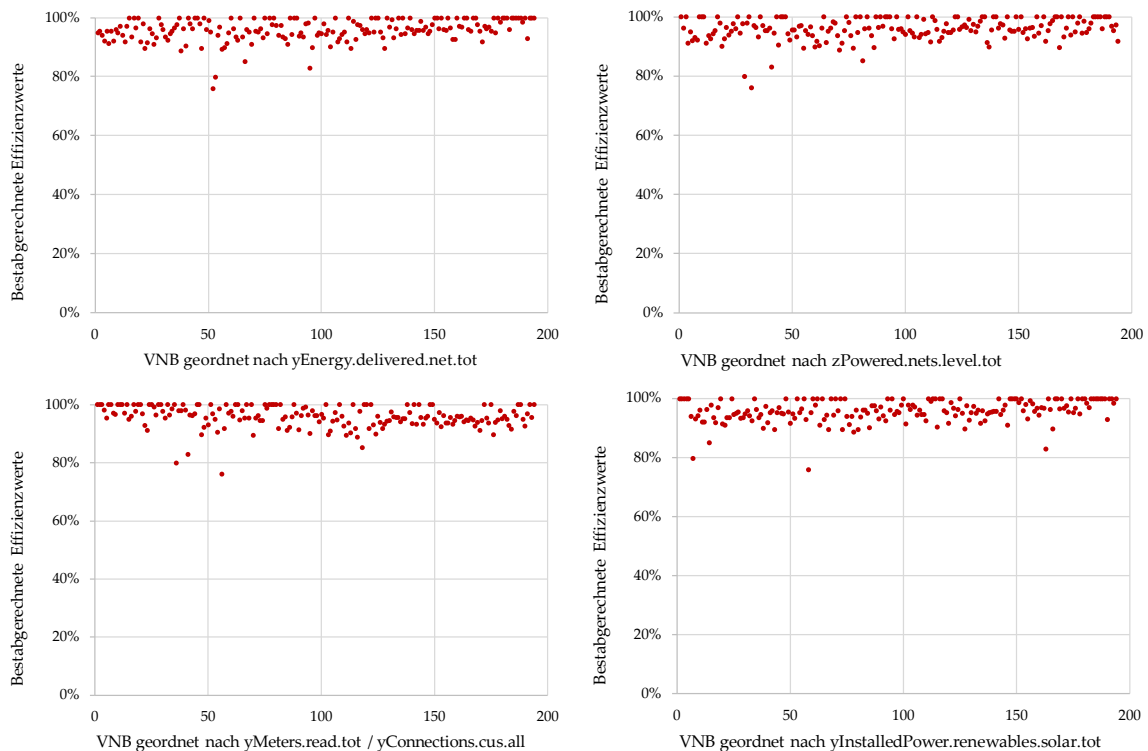 Bestabgerechnete Effizienzwerte
100%
80%
60%
40%
20%
0%
0 50 100 150 200
VNB geordnet nach yEnergy.delivered.net.tot
Bestabgerechnete Effizienzwerte
100%
80%
60%
40%
20%
0%
0 50 100 150 200
VNB geordnet nach zPowered.nets.level.tot
Bestabgerechnete Effizienzwerte
100%
80%
60%
40%
20%
0%
0 50 100 150 200
VNB geordnet nach yMeters.read.tot / yConnections.cus.all
Bestabgerechnete Effizienzwerte
100%
80%
60%
40%
20%
0%
0 50 100 150 200
VNB geordnet nach yInstalledPower.renewables.solar.tot